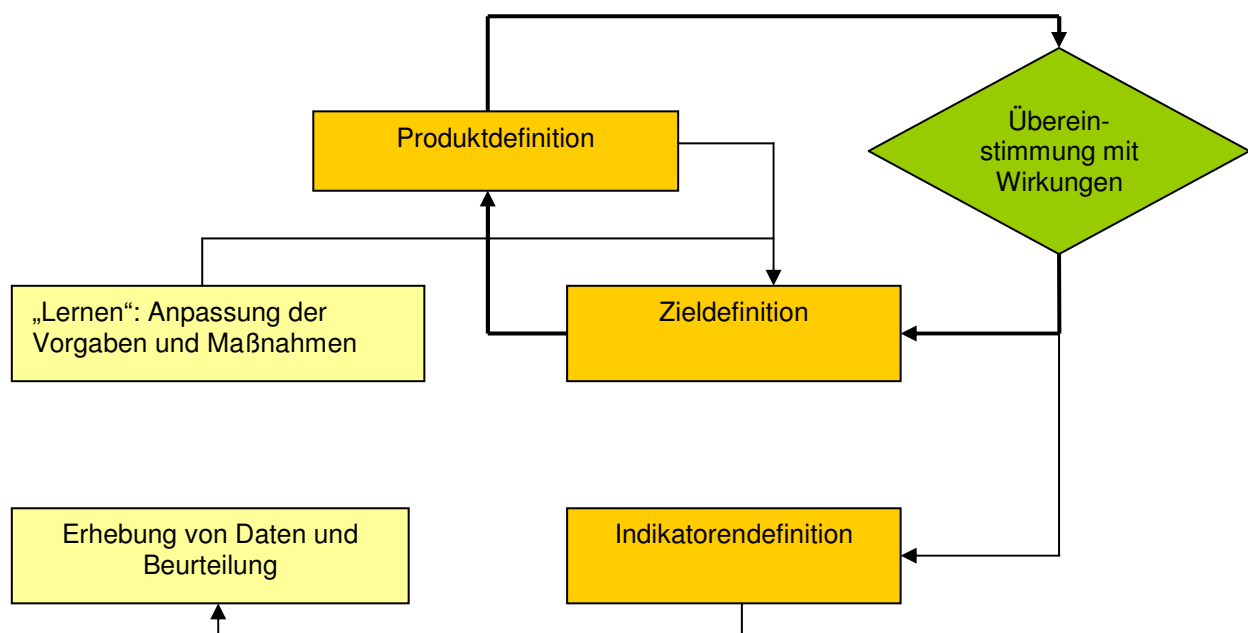 Produktdefinition
Überein-
stimmung mit
Wirkungen
„Lernen“: Anpassung der
Vorgaben und Maßnahmen
Zieldefinition
Erhebung von Daten und
Beurteilung
Indikatorendefinition